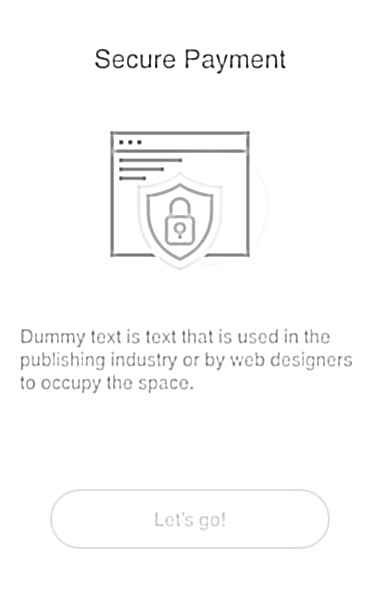 Secure Payment
Dummy text is text that is used in the
publishing industry or by web designers
to occupy the space.
Let's go!